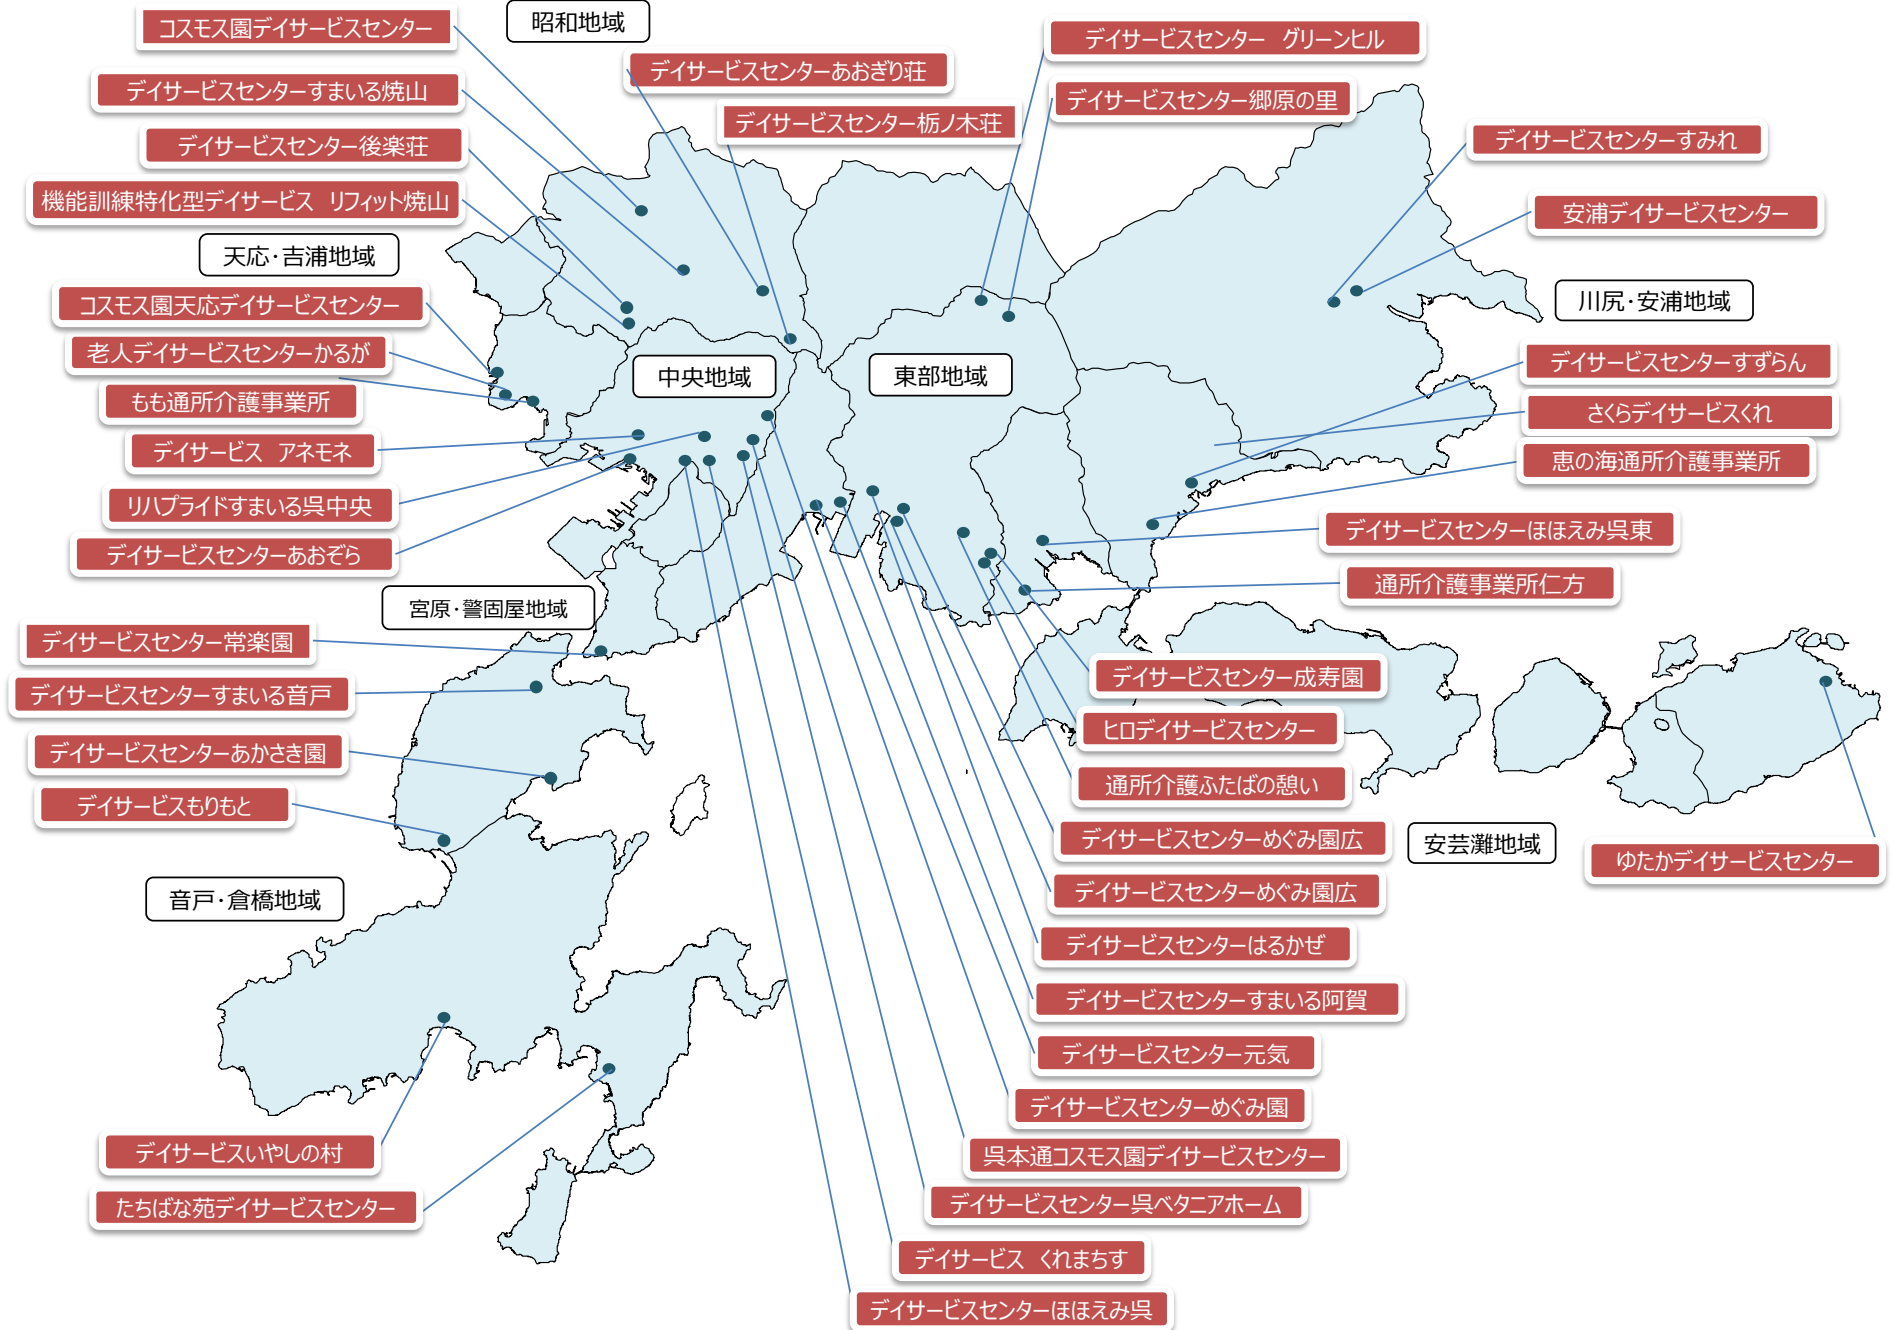 コスモス園デイサービスセンター
昭和地域
デイサービスセンター　グリーンヒル
デイサービスセンターあおぎり荘
デイサービスセンターすまいる焼山
デイサービスセンター郷原の里
デイサービスセンター栃ノ木荘
デイサービスセンター後楽荘
デイサービスセンターすみれ
機能訓練特化型デイサービス　リフィット焼山
安浦デイサービスセンター
天応・吉浦地域
コスモス園天応デイサービスセンター
川尻・安浦地域
老人デイサービスセンターかるが
中央地域
東部地域
デイサービスセンターすずらん
もも通所介護事業所
さくらデイサービスくれ
デイサービス　アネモネ
恵の海通所介護事業所
リハプライドすまいる呉中央
デイサービスセンターほほえみ呉東
デイサービスセンターあおぞら
通所介護事業所仁方
宮原・警固屋地域
デイサービスセンター常楽園
デイサービスセンター成寿園
デイサービスセンターすまいる音戸
ヒロデイサービスセンター
デイサービスセンターあかさき園
通所介護ふたばの憩い
デイサービスもりもと
デイサービスセンターめぐみ園広
安芸灘地域
ゆたかデイサービスセンター
音戸・倉橋地域
デイサービスセンターめぐみ園広
デイサービスセンターはるかぜ
デイサービスセンターすまいる阿賀
デイサービスセンター元気
デイサービスセンターめぐみ園
デイサービスいやしの村
呉本通コスモス園デイサービスセンター
たちばな苑デイサービスセンター
デイサービスセンター呉ベタニアホーム
デイサービス　くれまちす
デイサービスセンターほほえみ呉